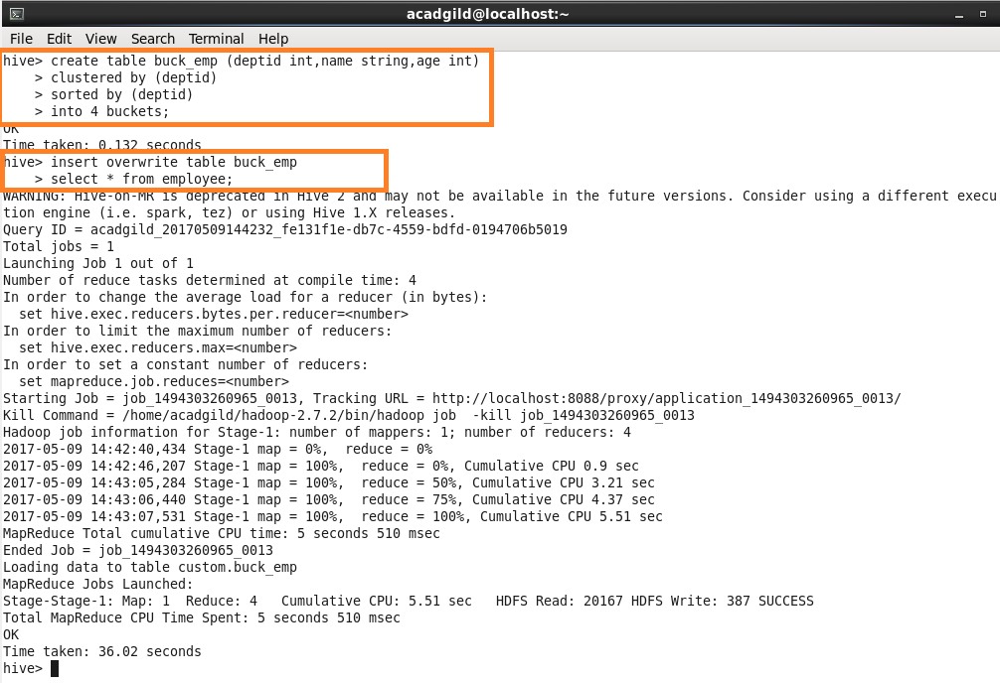 acadgild@localhost:~
File Edit View Search Terminal Help
hive> create table buck_emp (deptid int,name string,age int)
    > clustered by (deptid)
    > sorted by (deptid)
    > into 4 buckets;
OK
Time taken: 0.132 seconds
hive> insert overwrite table buck_emp
    > select * from employee;
WARNING: Hive-on-MR is deprecated in Hive 2 and may not be available in the future versions. Consider using a different execu
tion engine (i.e. spark, tez) or using Hive 1.X releases.
Query ID = acadgild_20170509144232_fe131f1e-db7c-4559-bdfd-0194706b5019
Total jobs = 1
Launching Job 1 out of 1
Number of reduce tasks determined at compile time: 4
In order to change the average load for a reducer (in bytes):
  set hive.exec.reducers.bytes.per.reducer=<number>
In order to limit the maximum number of reducers:
  set hive.exec.reducers.max=<number>
In order to set a constant number of reducers:
  set mapreduce.job.reduces=<number>
Starting Job = job_1494303260965_0013, Tracking URL = http://localhost:8088/proxy/application_1494303260965_0013/
Kill Command = /home/acadgild/hadoop-2.7.2/bin/hadoop job  -kill job_1494303260965_0013
Hadoop job information for Stage-1: number of mappers: 1; number of reducers: 4
2017-05-09 14:42:40,434 Stage-1 map = 0%,  reduce = 0%
2017-05-09 14:42:46,207 Stage-1 map = 100%,  reduce = 0%, Cumulative CPU 0.9 sec
2017-05-09 14:43:05,284 Stage-1 map = 100%,  reduce = 50%, Cumulative CPU 3.21 sec
2017-05-09 14:43:06,440 Stage-1 map = 100%,  reduce = 75%, Cumulative CPU 4.37 sec
2017-05-09 14:43:07,531 Stage-1 map = 100%,  reduce = 100%, Cumulative CPU 5.51 sec
MapReduce Total cumulative CPU time: 5 seconds 510 msec
Ended Job = job_1494303260965_0013
Loading data to table custom.buck_emp
MapReduce Jobs Launched:
Stage-Stage-1: Map: 1  Reduce: 4   Cumulative CPU: 5.51 sec   HDFS Read: 20167 HDFS Write: 387 SUCCESS
Total MapReduce CPU Time Spent: 5 seconds 510 msec
OK
Time taken: 36.02 seconds
hive>